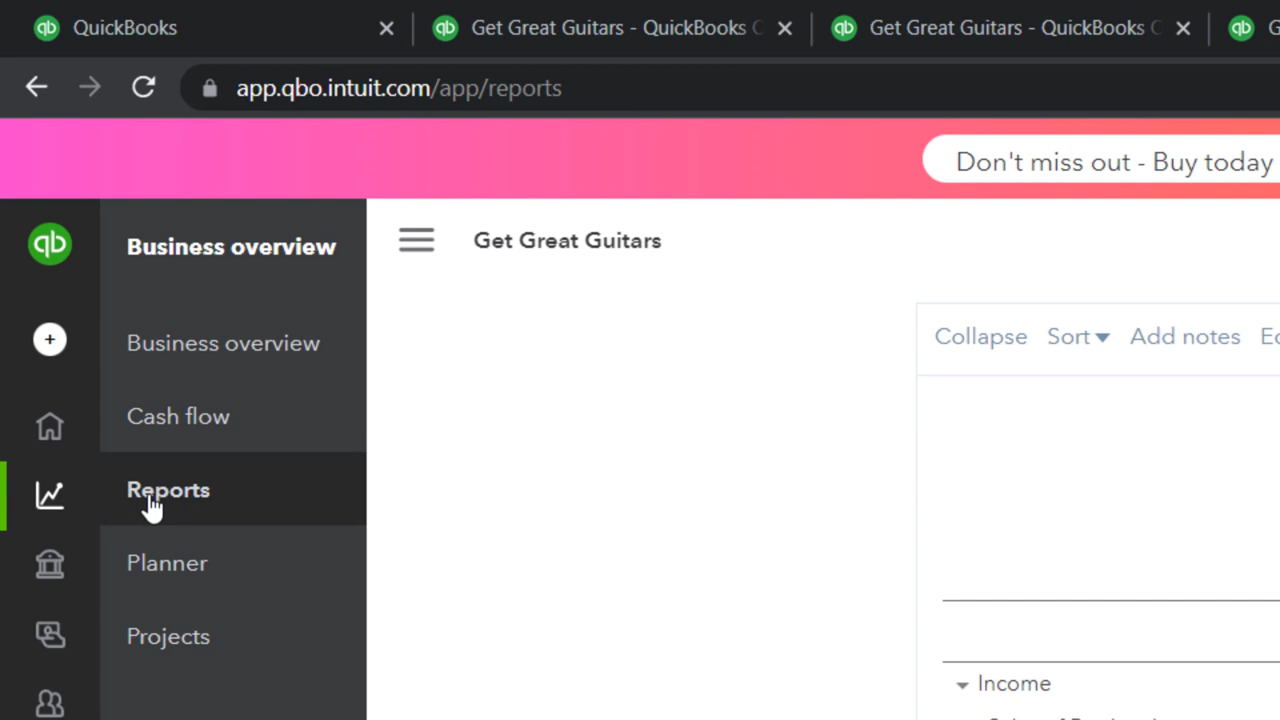 QuickBooks
Get Great Guitars - QuickBooks
Get Great Guitars - QuickBooks
app.qbo.intuit.com/app/reports
Don't miss out - Buy today
qb
Business overview
Get Great Guitars
Business overview
Collapse Sort Add notes
Cash flow
Reports
Planner
Projects
Income